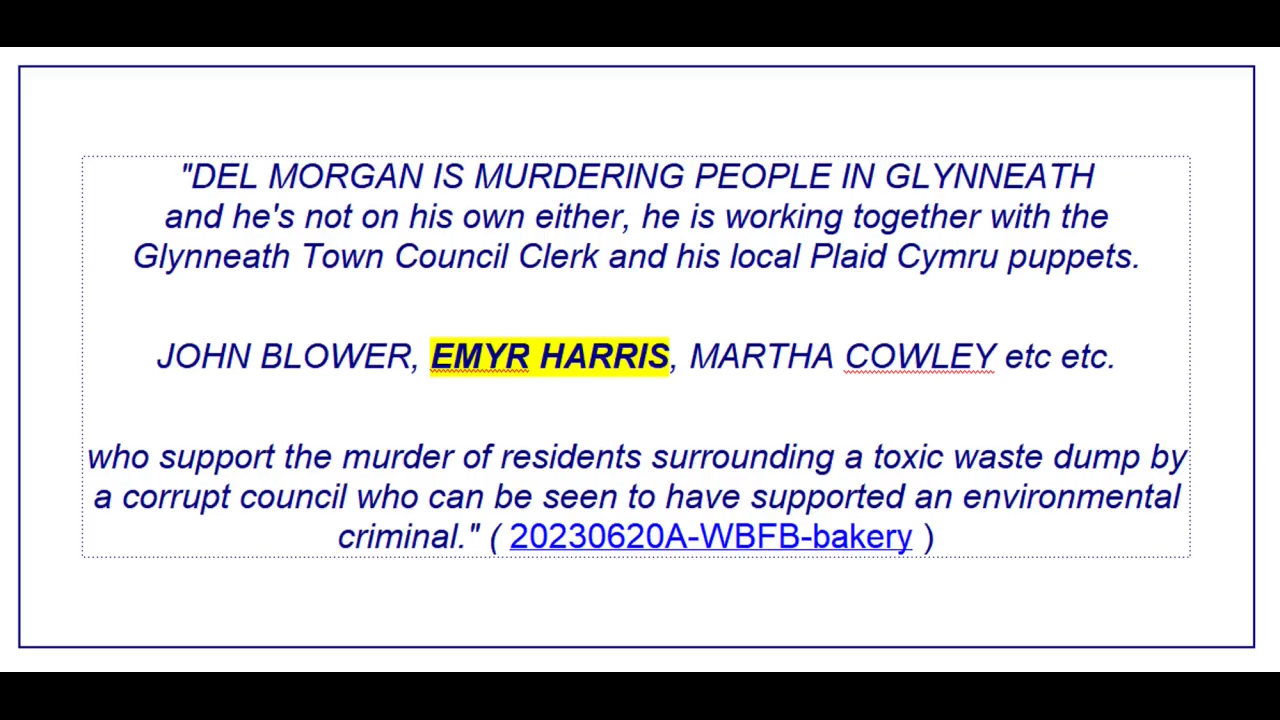 "DEL MORGAN IS MURDERING PEOPLE IN GLYNNEATH
and he's not on his own either, he is working together with the
Glynneath Town Council Clerk and his local Plaid Cymru puppets.
JOHN BLOWER, EMYR HARRIS, MARTHA COWLEY etc etc.
who support the murder of residents surrounding a toxic waste dump by
a corrupt council who can be seen to have supported an environmental
criminal." ( 20230620A-WBFB-bakery )